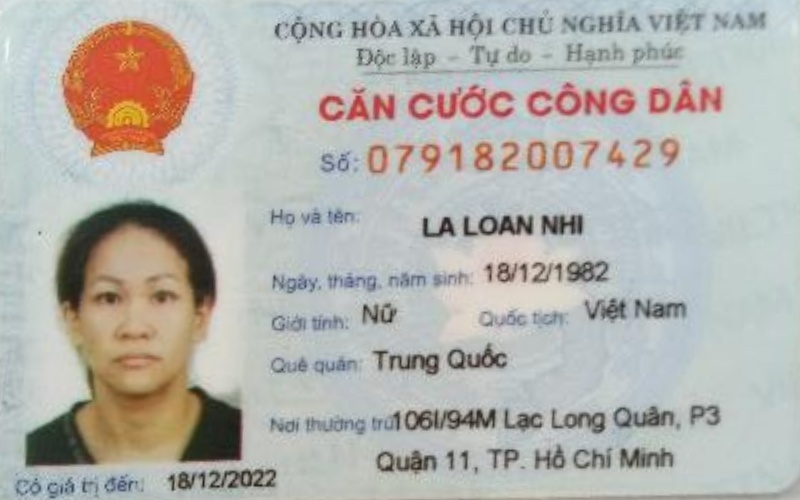 CỘNG HÒA XÃ HỘI CHỦ NGHĨA VIỆT NAM
Độc lập - Tự do - Hạnh phúc
CĂN CƯỚC CÔNG DÂN
Số: 079182007429
Họ và tên: LA LOAN NHI
Ngày, tháng, năm sinh: 18/12/1982
Giới tính: Nữ Quốc tịch: Việt Nam
Quê quán: Trung Quốc
Nơi thường trú: 106I/94M Lạc Long Quân, P3
Quận 11, TP. Hồ Chí Minh
Có giá trị đến: 18/12/2022